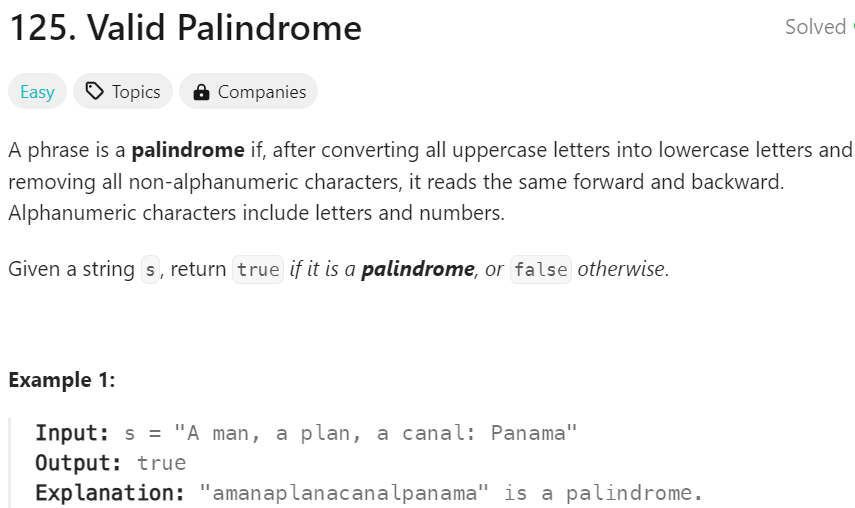 125. Valid Palindrome
Solved
Easy
Topics
Companies
A phrase is a palindrome if, after converting all uppercase letters into lowercase letters and
removing all non-alphanumeric characters, it reads the same forward and backward.
Alphanumeric characters include letters and numbers.
Given a string s, return true if it is a palindrome, or false otherwise.
Example 1:
Input: s = "A man, a plan, a canal: Panama"
Output: true
Explanation: "amanaplanacanalpanama" is a palindrome.